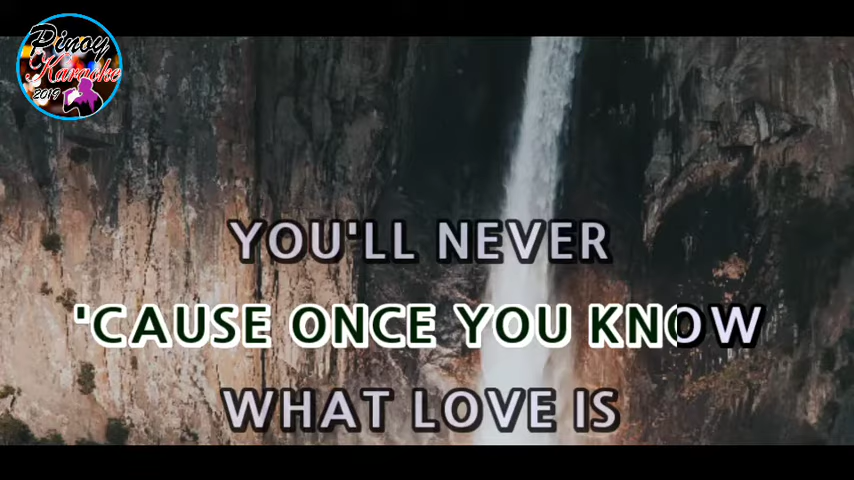 Pinoy
Karaoke
2019
YOU'LL NEVER
'CAUSE ONCE YOU KNOW
WHAT LOVE IS